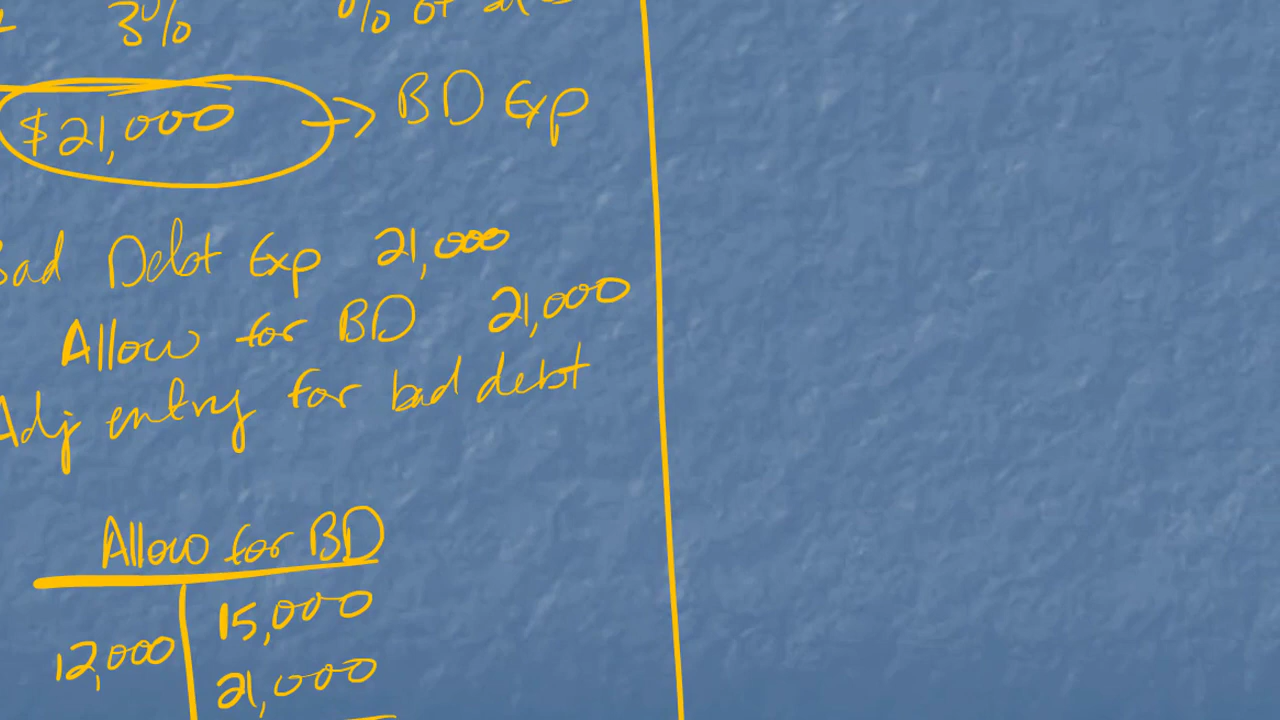 3% % of
$21,000 → BD Exp
Bad Debt Exp 21,000
Allow for BD 21,000
Adj entry for bad debt
Allow for BD
15,000
12,000
21,000